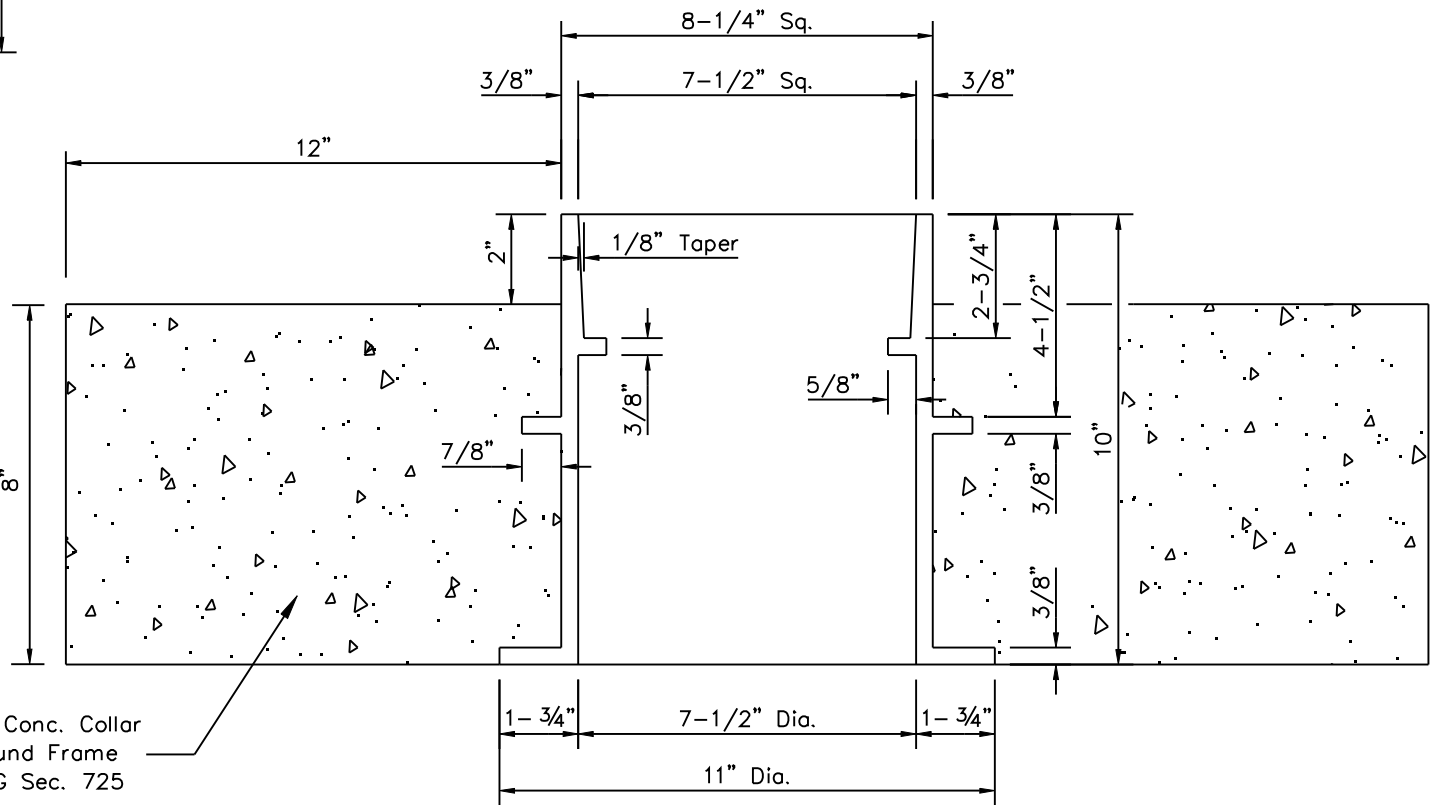 8-1/4" Sq.
3/8"
7-1/2" Sq.
3/8"
12"
2"
1/8" Taper
2-3/4"
4-1/2"
3/8"
5/8"
7/8"
10"
8"
3/8"
3/8"
Conc. Collar
Frame
Sec. 725
1-3/4"
7-1/2" Dia.
1-3/4"
11" Dia.